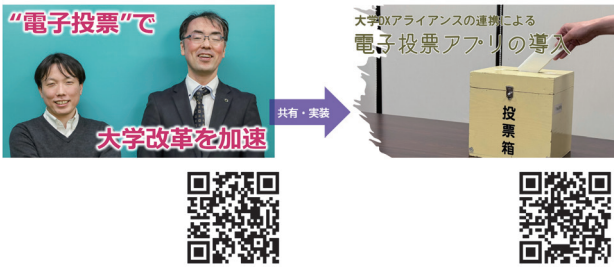 “電子投票”で
大学改革を加速
共有・実装
大学DXアライアンスの連携による
電子投票アプリの導入
投票箱